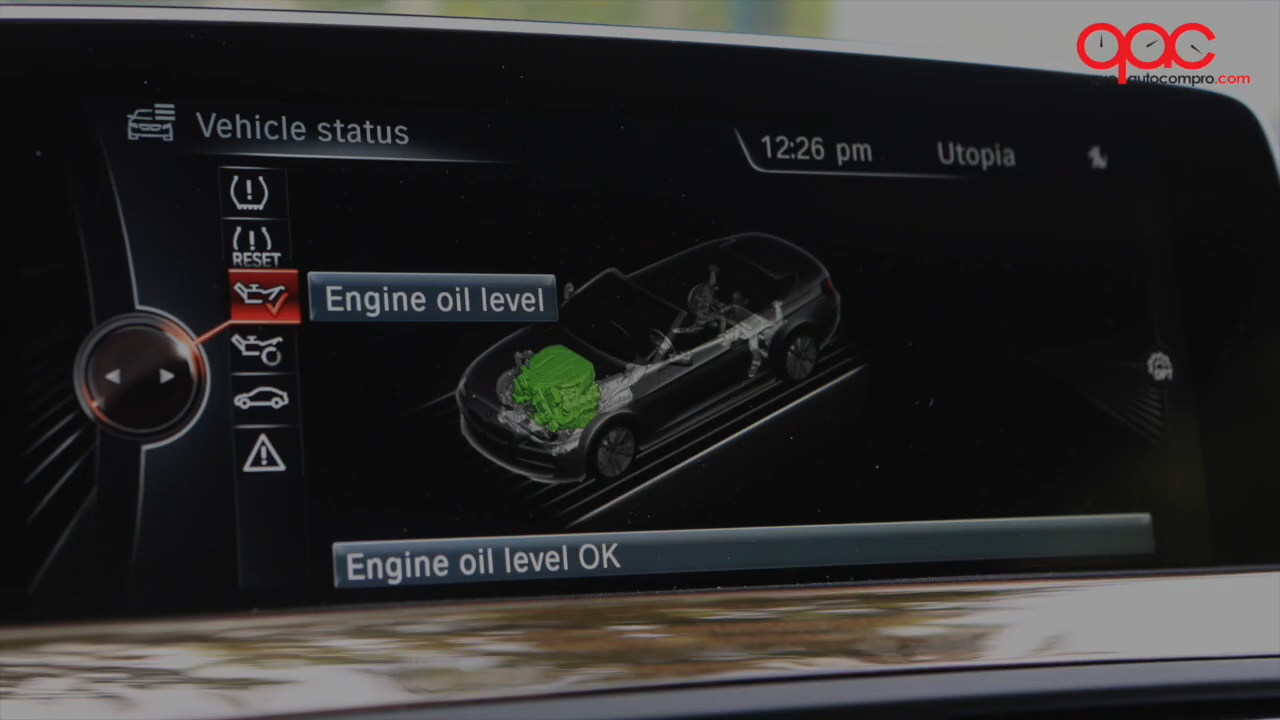 qac
autocompro.com
Vehicle status
12:26 pm
Utopia
RESET
Engine oil level
Engine oil level OK